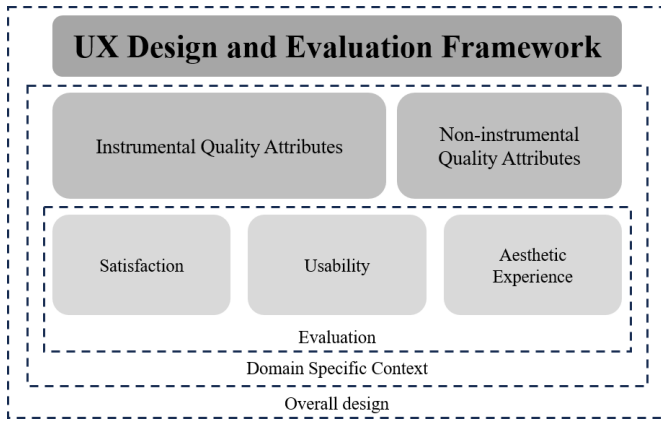 UX Design and Evaluation Framework
Instrumental Quality Attributes
Non-instrumental
Quality Attributes
Satisfaction
Usability
Aesthetic
Experience
Evaluation
Domain Specific Context
Overall design